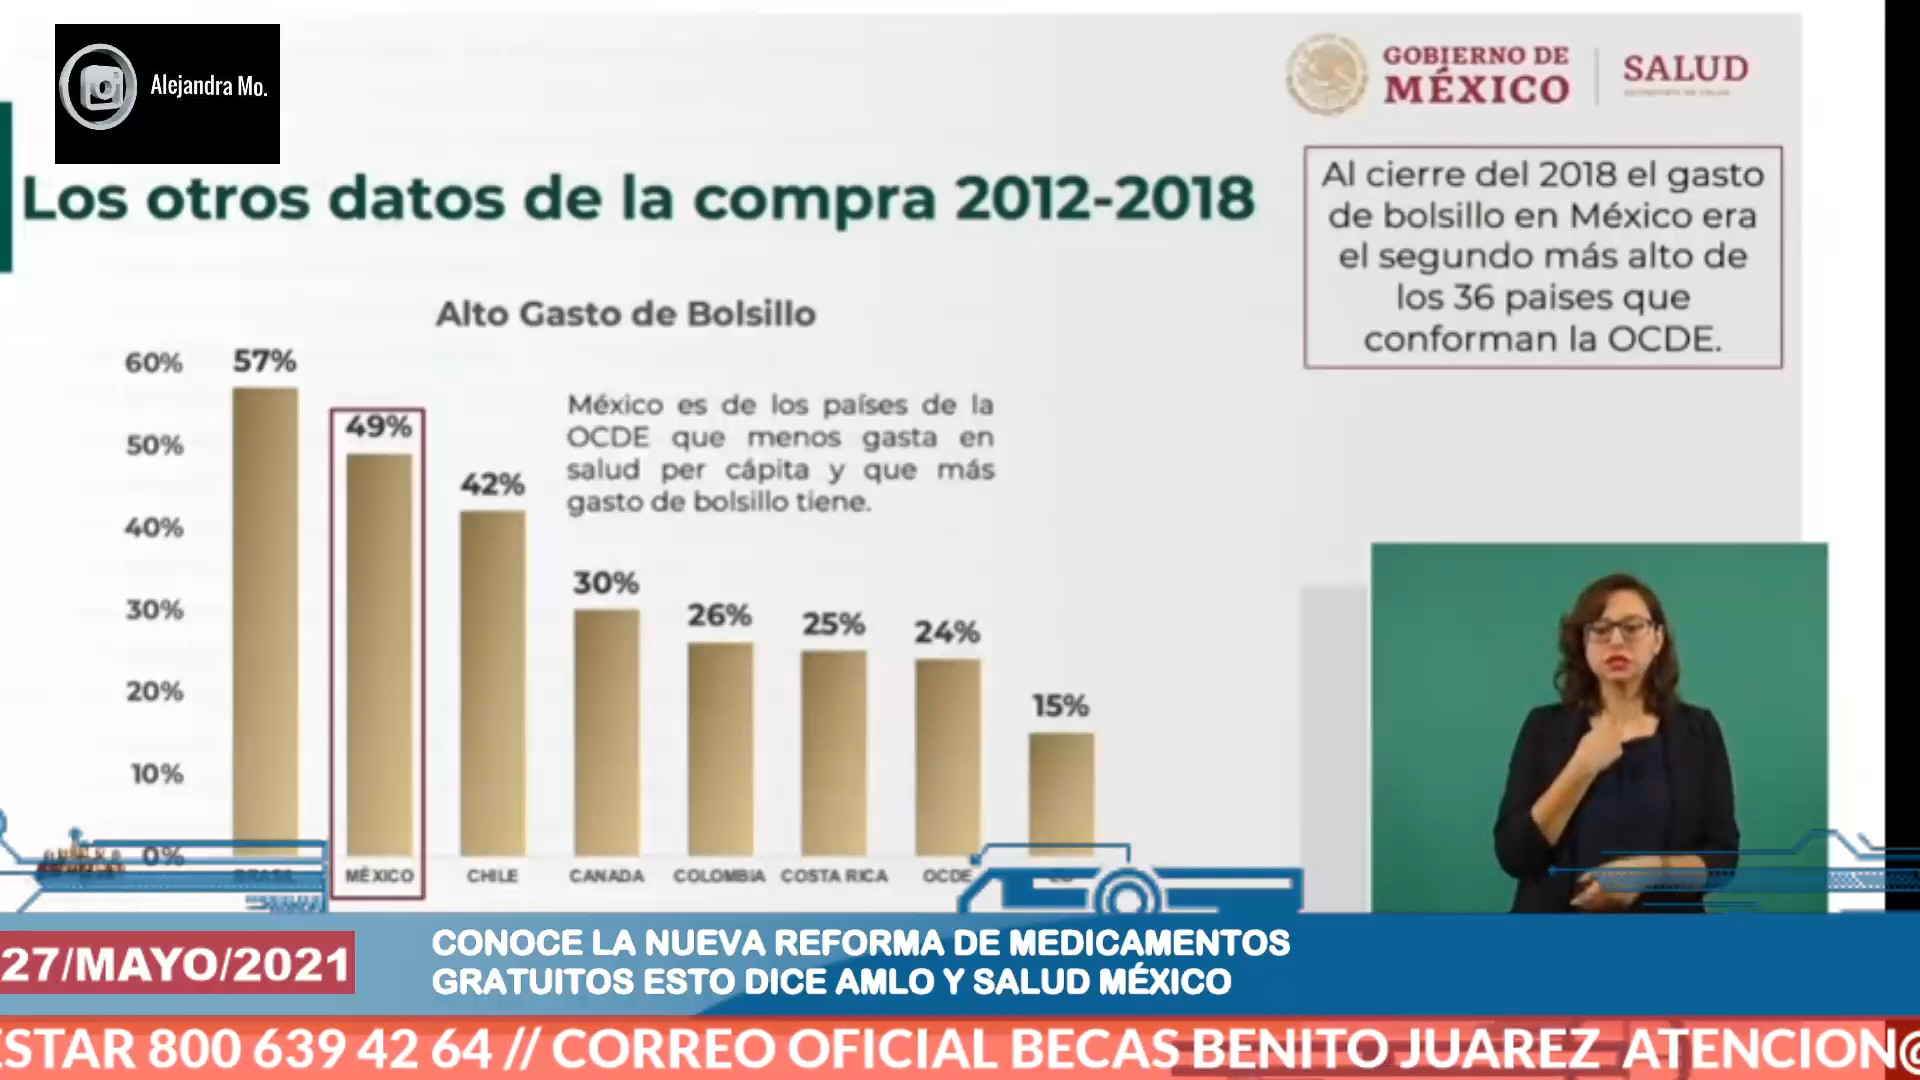 Alejandra Mo.
GOBIERNO DE
MÉXICO
SALUD
Los otros datos de la compra 2012-2018
Al cierre del 2018 el gasto
de bolsillo en México era
el segundo más alto de
los 36 paises que
conforman la OCDE.
Alto Gasto de Bolsillo
60%
50%
40%
30%
20%
10%
0%
57%
49%
42%
30%
26%
25%
24%
15%
México es de los países de la
OCDE que menos gasta en
salud per cápita y que más
gasto de bolsillo tiene.
BRASIL
MÉXICO
CHILE
CANADA
COLOMBIA
COSTA RICA
OCDE
27/MAYO/2021
CONOCE LA NUEVA REFORMA DE MEDICAMENTOS
GRATUITOS ESTO DICE AMLO Y SALUD MÉXICO
ESTAR 800 639 42 64 // CORREO OFICIAL BECAS BENITO JUAREZ ATENCION@